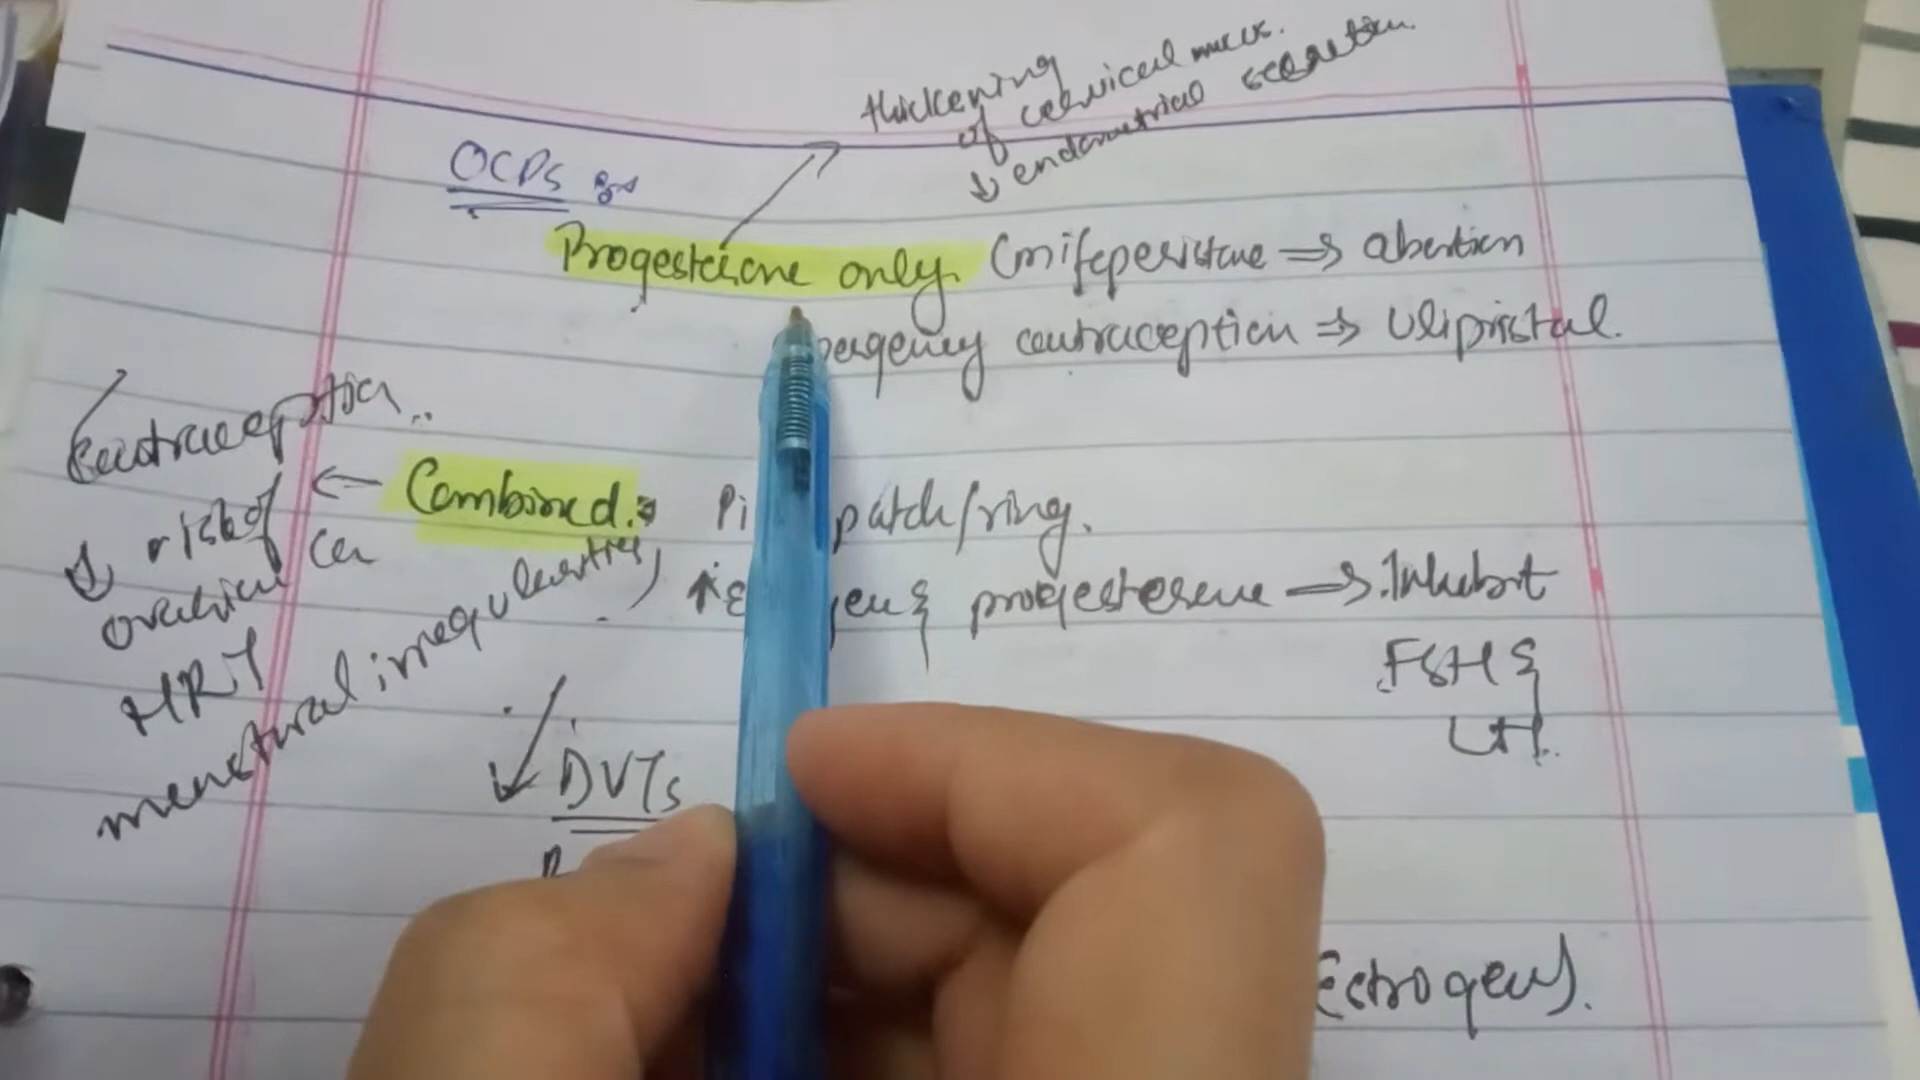 thickening
of cervical mucus.
↓ endometrial secretion.
OCPs
Progesterone only. (mifeperistone ⇒ abortion
contraception ⇒ Ulipristal.
contraception..
← Combined. patch/ring.
↓ risk of
ovarian Ca
HRT
menstrual irregularities,
progesterone → Inhibit
FSH &
LH.
DVTs
Estrogen).